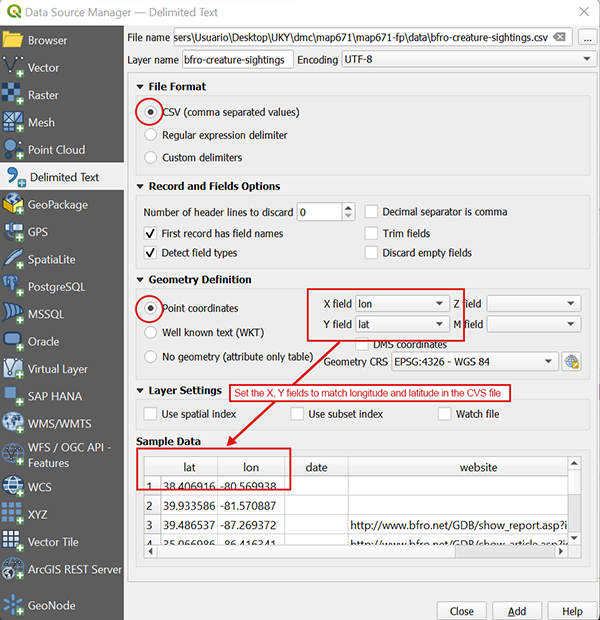 Data Source Manager — Delimited Text
Browser
Vector
Raster
Mesh
Point Cloud
Delimited Text
GeoPackage
GPS
SpatiaLite
PostgreSQL
MSSQL
Oracle
Virtual Layer
SAP HANA
WMS/WMTS
WFS / OGC API -
Features
WCS
XYZ
Vector Tile
ArcGIS REST Server
GeoNode
File name sers\Usuario\Desktop\UKY\dmc\map671\map671-fp\data\bfro-creature-sightings.csv ...
Layer name bfro-creature-sightings Encoding UTF-8
File Format
CSV (comma separated values)
Regular expression delimiter
Custom delimiters
Record and Fields Options
Number of header lines to discard 0 Decimal separator is comma
First record has field names Trim fields
Detect field types Discard empty fields
Geometry Definition
Point coordinates X field lon Z field
Well known text (WKT) Y field lat M field
DMS coordinates
No geometry (attribute only table) Geometry CRS EPSG:4326 - WGS 84
Layer Settings Set the X, Y fields to match longitude and latitude in the CVS file
Use spatial index Use subset index Watch file
Sample Data
lat lon date website
1 38.406916 -80.569938
2 39.933586 -81.570887
3 39.486537 -87.269372 http://www.bfro.net/GDB/show_report.asp?i
4 35.066986 -86.416341 http://www.bfro.net/GDB/show_article.asp?i
Close Add Help